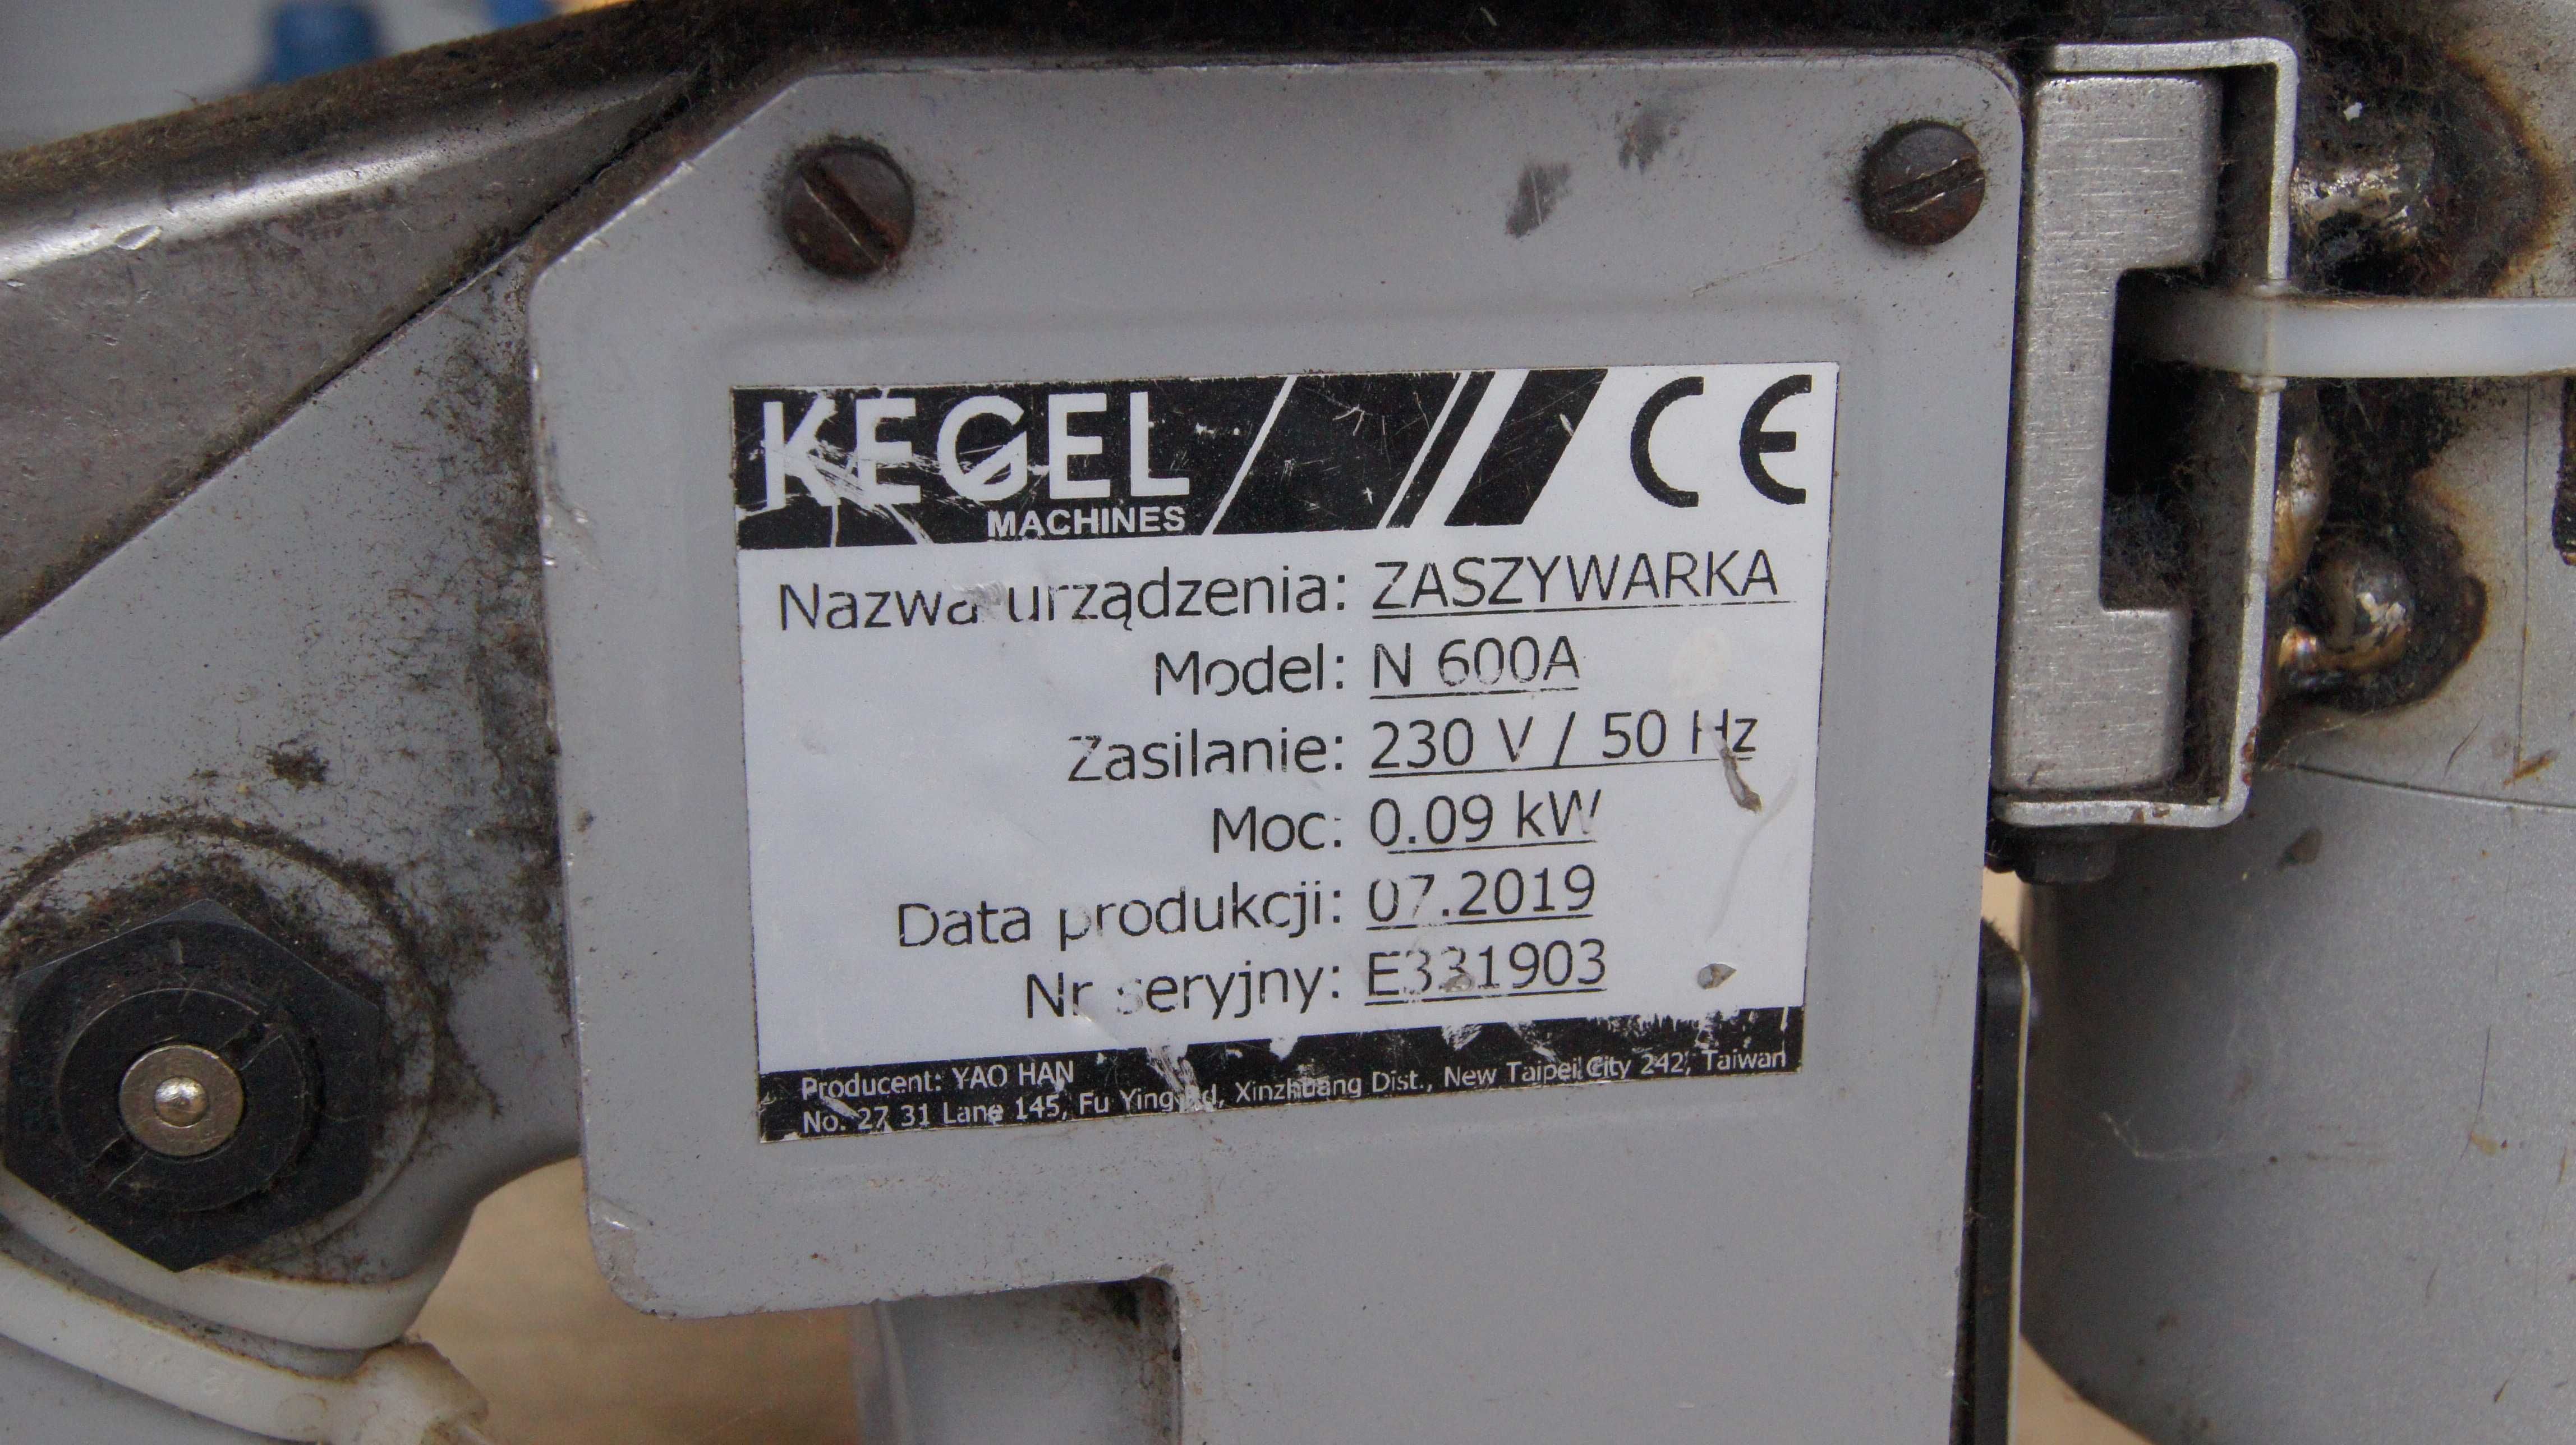 KEGEL
MACHINES
CE
Nazwa urządzenia: ZASZYWARKA
Model: N 600A
Zasilanie: 230 V / 50 Hz
Moc: 0.09 kW
Data produkcji: 07.2019
Nr seryjny: E331903
Producent: YAO HAN
No. 27, 31 Lane 145, Fu Ying Rd, Xinzhuang Dist., New Taipei City 242, Taiwan